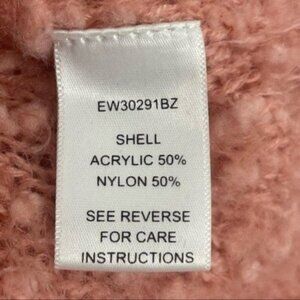 EW30291BZ
SHELL
ACRYLIC 50%
NYLON 50%
SEE REVERSE
FOR CARE
INSTRUCTIONS